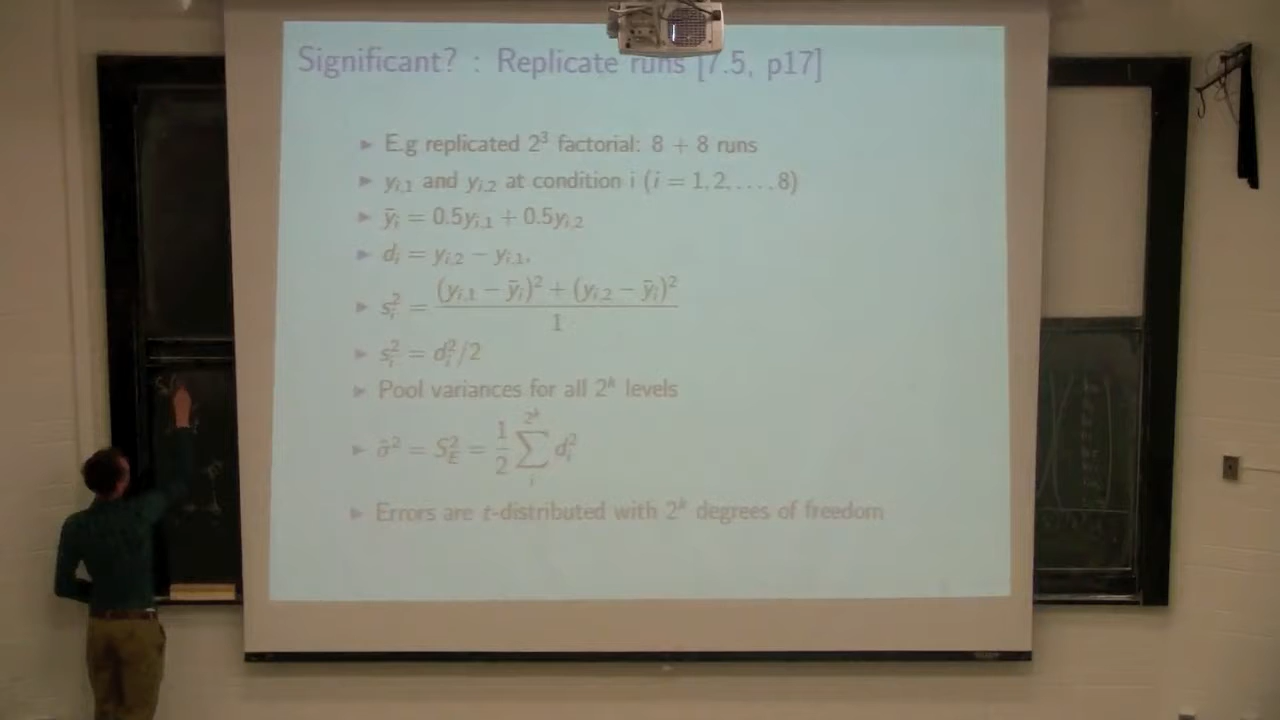 Significant? : Replicate runs [7.5, p17]
► E.g replicated 2³ factorial: 8 + 8 runs
► y_{i,1} and y_{i,2} at condition i (i = 1, 2, . . . , 8)
► ȳ_i = 0.5y_{i,1} + 0.5y_{i,2}
► d_i = y_{i,2} − y_{i,1},
► s_i² = \frac{(y_{i,1} − ȳ_i)² + (y_{i,2} − ȳ_i)²}{1}
► s_i² = d_i²/2
► Pool variances for all 2^k levels
► σ̂² = S_E² = \frac{1}{2} \sum_{i}^{2^k} d_i²
► Errors are t-distributed with 2^k degrees of freedom